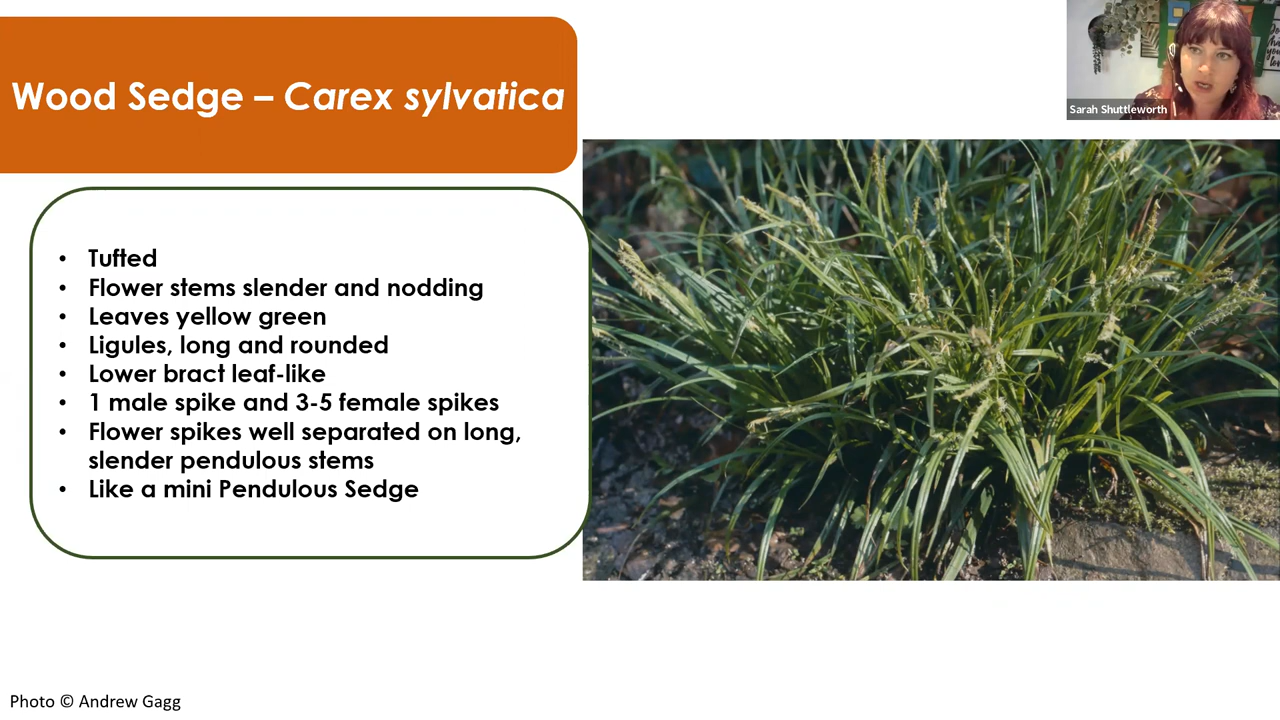 Wood Sedge – Carex sylvatica
Sarah Shuttleworth
• Tufted
• Flower stems slender and nodding
• Leaves yellow green
• Ligules, long and rounded
• Lower bract leaf-like
• 1 male spike and 3-5 female spikes
• Flower spikes well separated on long,
slender pendulous stems
• Like a mini Pendulous Sedge
Photo © Andrew Gagg